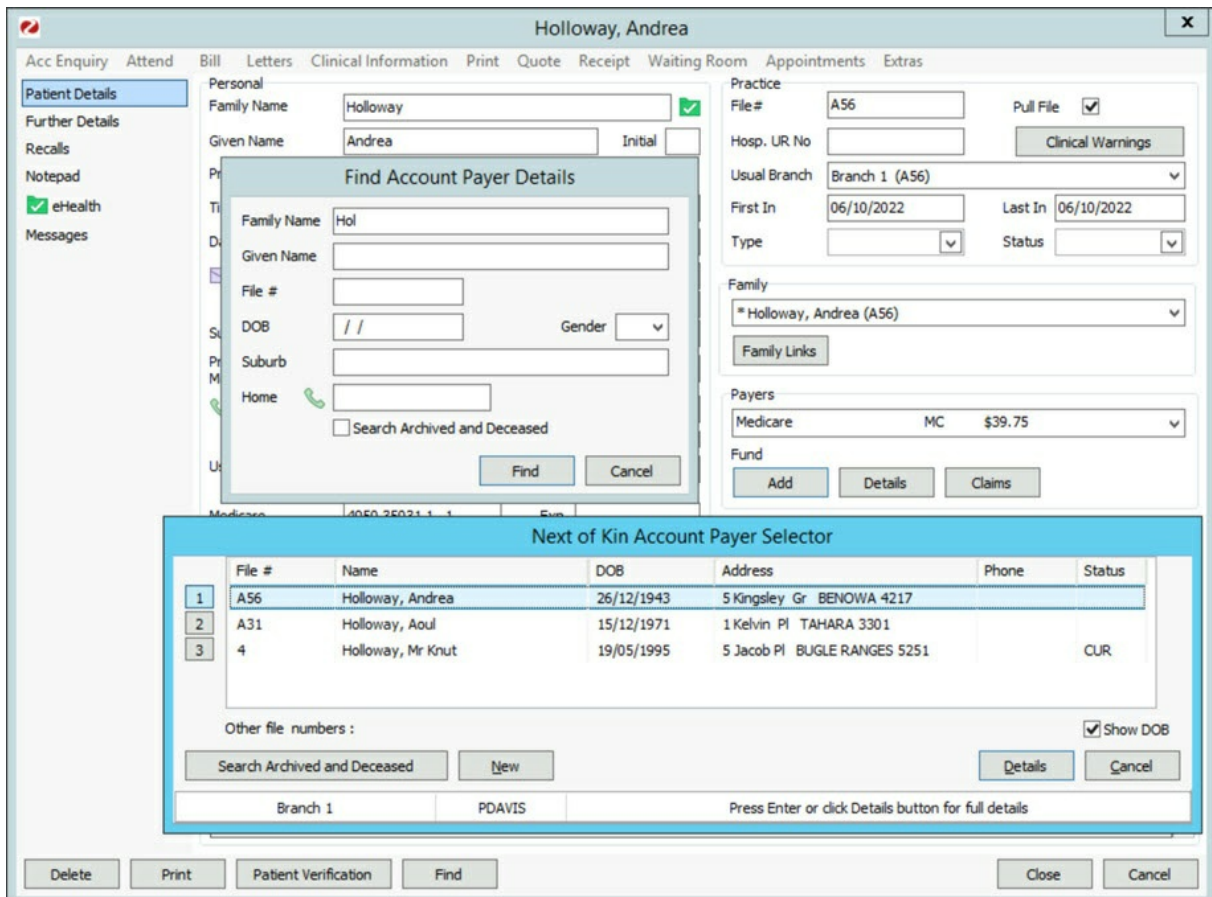 Holloway, Andrea
x
Acc Enquiry Attend Bill Letters Clinical Information Print Quote Receipt Waiting Room Appointments Extras
Patient Details
Further Details
Recalls
Notepad
eHealth
Messages
Personal
Family Name Holloway
Given Name Andrea Initial
Practice
File# A56 Pull File
Hosp. UR No Clinical Warnings
Usual Branch Branch 1 (A56)
First In 06/10/2022 Last In 06/10/2022
Type Status
Family
* Holloway, Andrea (A56)
Family Links
Payers
Medicare MC $39.75
Fund
Add Details Claims
Find Account Payer Details
Family Name Hol
Given Name
File #
DOB / / Gender
Suburb
Home
Search Archived and Deceased
Find Cancel
Next of Kin Account Payer Selector
File # Name DOB Address Phone Status
1 A56 Holloway, Andrea 26/12/1943 5 Kingsley Gr BENOWA 4217
2 A31 Holloway, Aoul 15/12/1971 1 Kelvin Pl TAHARA 3301
3 4 Holloway, Mr Knut 19/05/1995 5 Jacob Pl BUGLE RANGES 5251 CUR
Other file numbers :
Show DOB
Search Archived and Deceased New Details Cancel
Branch 1 PDAVIS Press Enter or click Details button for full details
Delete Print Patient Verification Find Close Cancel